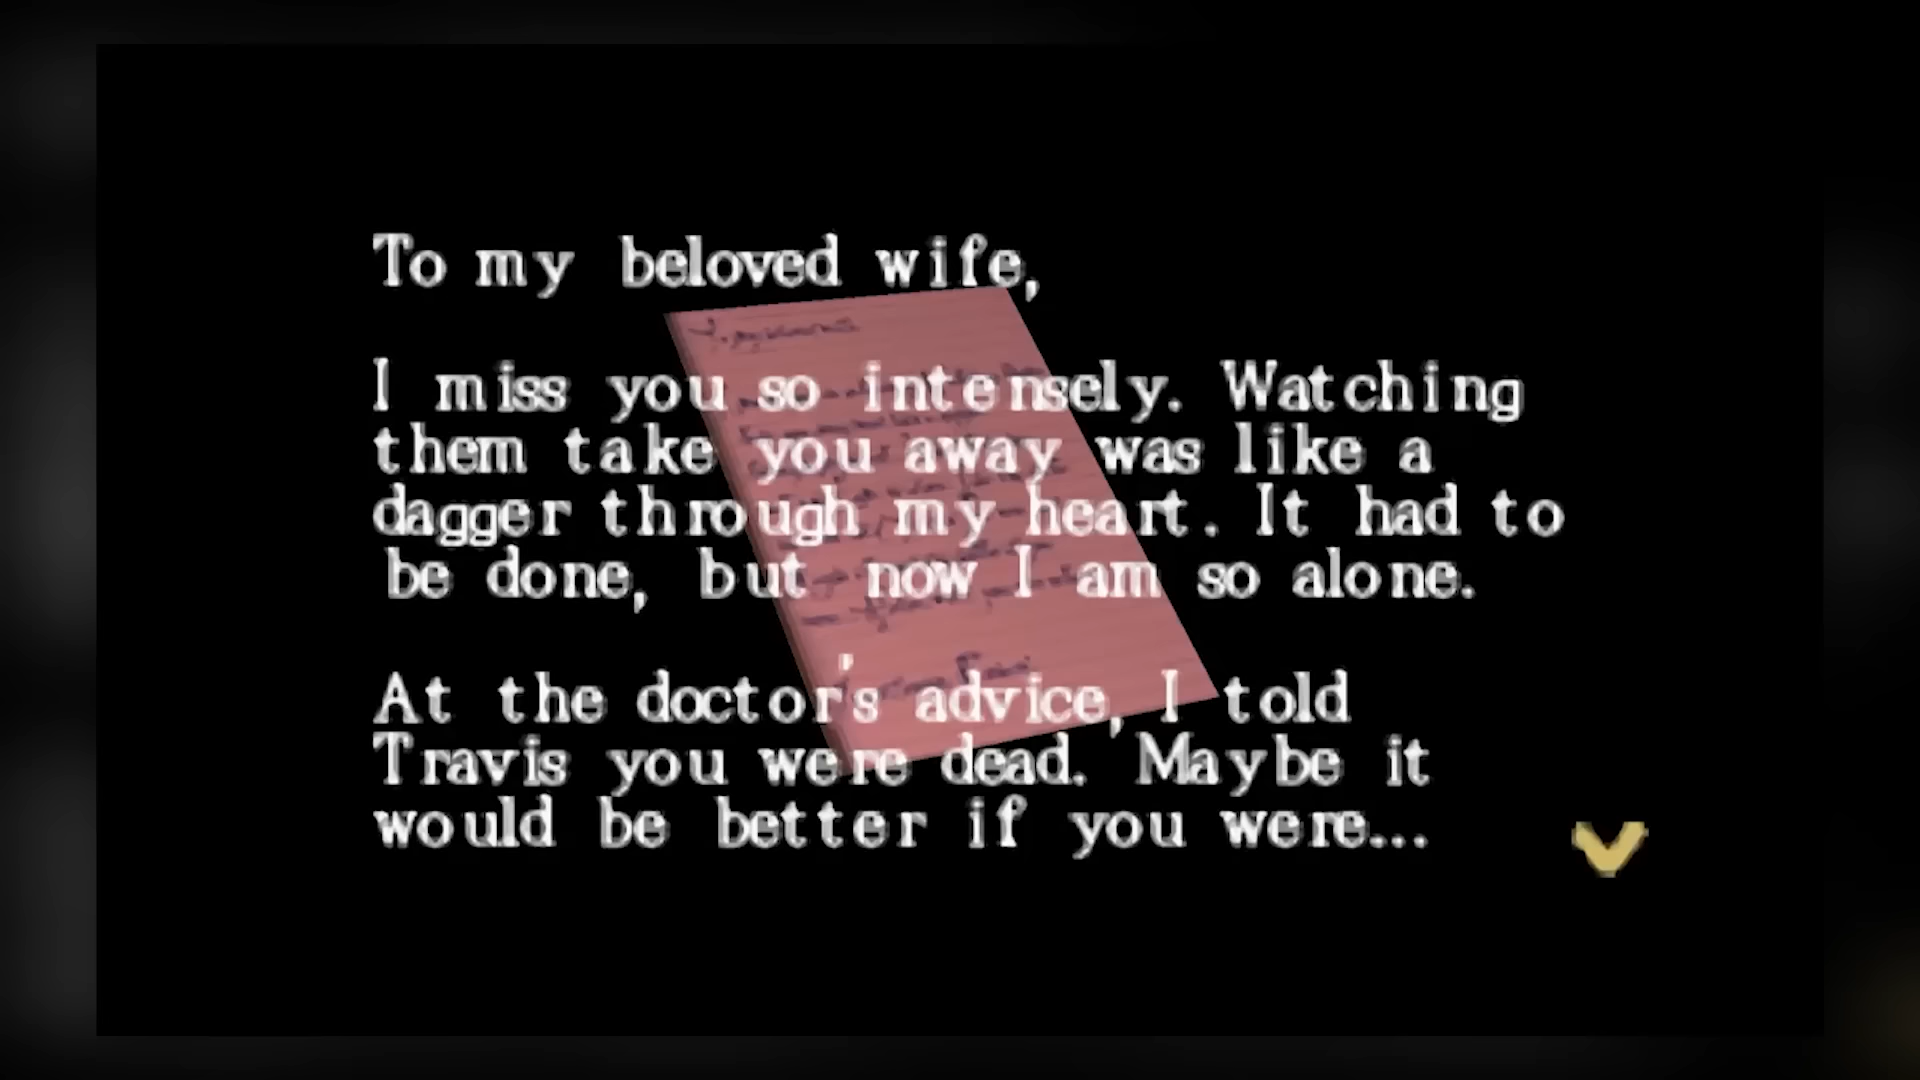 To my beloved wife,
I miss you so intensely. Watching
them take you away was like a
dagger through my heart. It had to
be done, but now I am so alone.
At the doctor's advice, I told
Travis you were dead. Maybe it
would be better if you were...